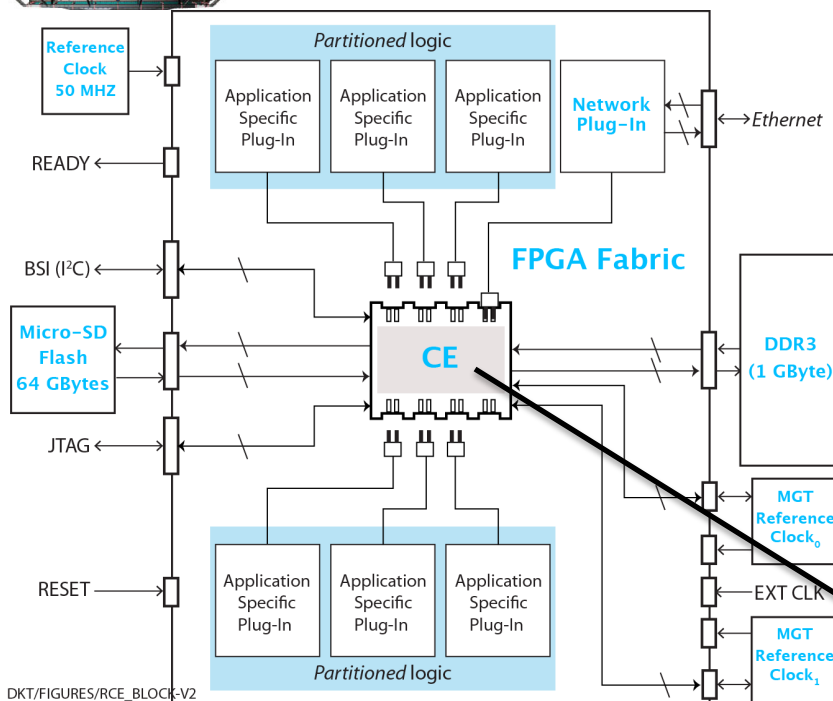 Partitioned logic
Reference
Clock
50 MHZ
Application
Specific
Plug-In
Application
Specific
Plug-In
Application
Specific
Plug-In
Network
Plug-In
Ethernet
READY
BSI (I²C)
FPGA Fabric
Micro-SD
Flash
64 GBytes
CE
DDR3
(1 GByte)
JTAG
MGT
Reference
Clock₀
RESET
Application
Specific
Plug-In
Application
Specific
Plug-In
Application
Specific
Plug-In
EXT CLK
MGT
Reference
Clock₁
Partitioned logic
DKT/FIGURES/RCE_BLOCK-V2